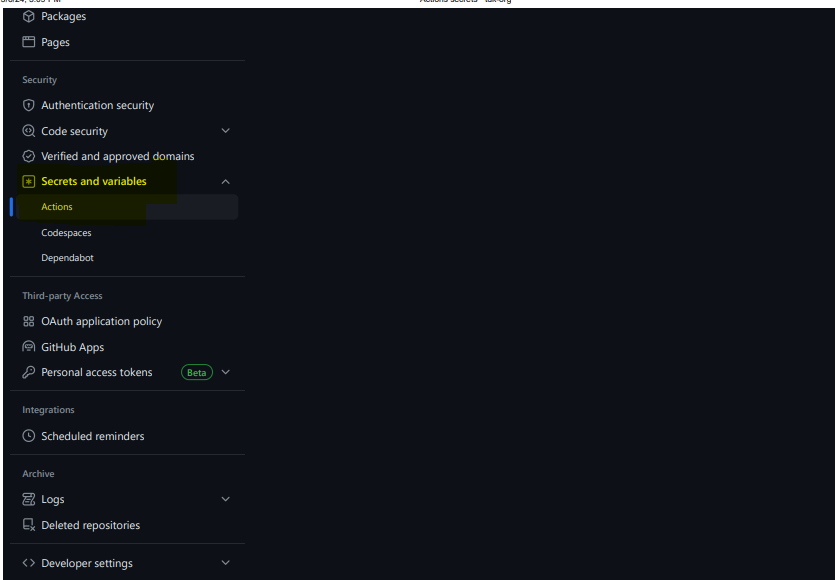 Packages
Pages
Security
Authentication security
Code security
Verified and approved domains
Secrets and variables
Actions
Codespaces
Dependabot
Third-party Access
OAuth application policy
GitHub Apps
Personal access tokens Beta
Integrations
Scheduled reminders
Archive
Logs
Deleted repositories
Developer settings